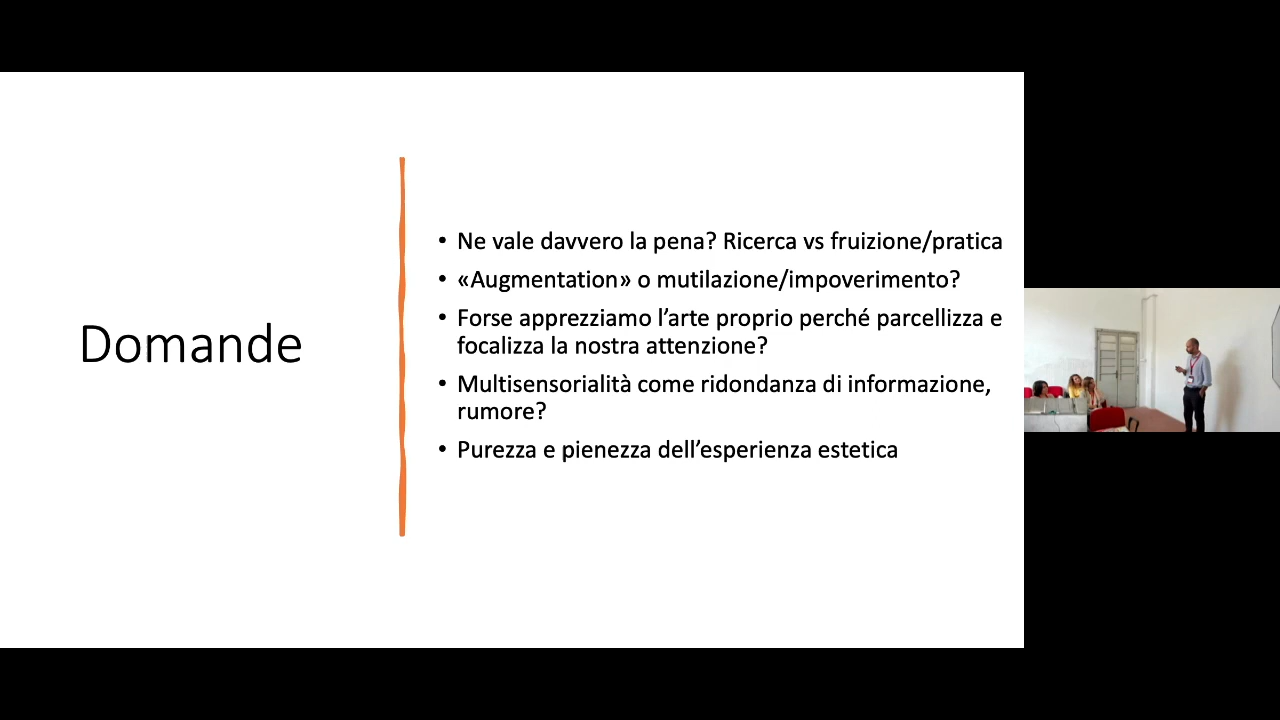 Domande
• Ne vale davvero la pena? Ricerca vs fruizione/pratica
• «Augmentation» o mutilazione/impoverimento?
• Forse apprezziamo l’arte proprio perché parcellizza e
focalizza la nostra attenzione?
• Multisensorialità come ridondanza di informazione,
rumore?
• Purezza e pienezza dell’esperienza estetica